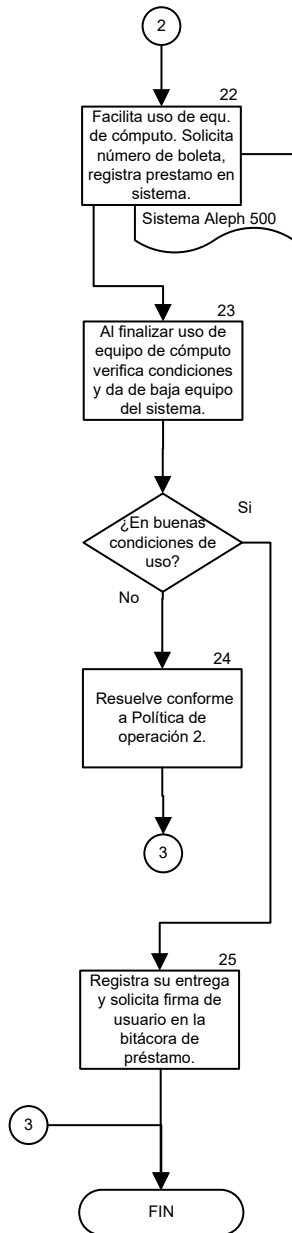 2
22
Facilita uso de equ.
de cómputo. Solicita
número de boleta,
registra prestamo en
sistema.
Sistema Aleph 500
23
Al finalizar uso de
equipo de cómputo
verifica condiciones
y da de baja equipo
del sistema.
¿En buenas
condiciones de
uso?
Si
No
24
Resuelve conforme
a Política de
operación 2.
3
25
Registra su entrega
y solicita firma de
usuario en la
bitácora de
préstamo.
3
FIN